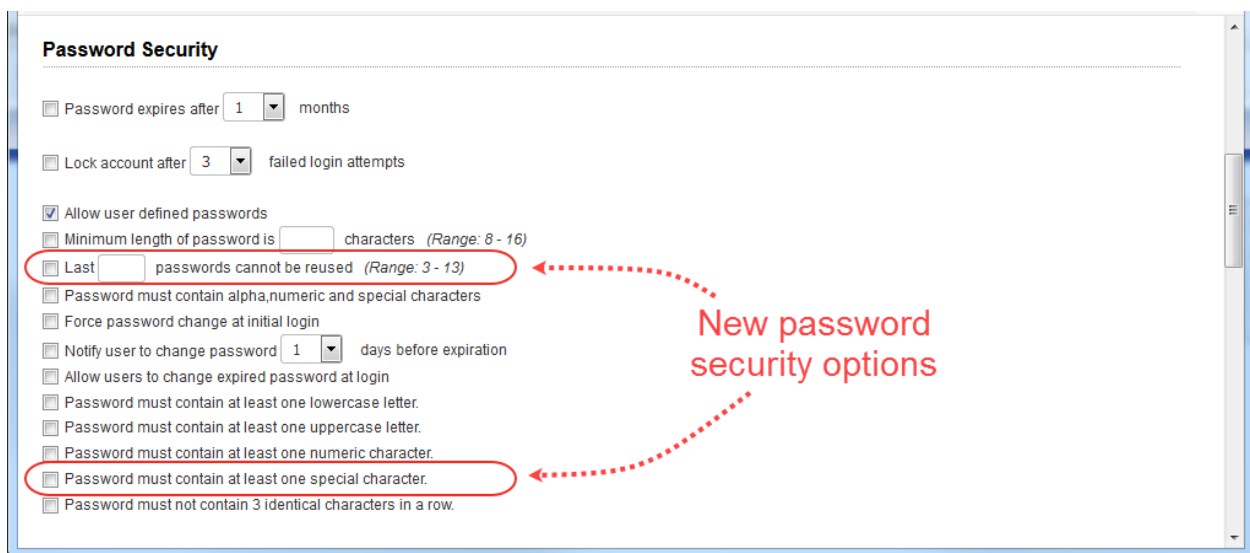 Password Security
Password expires after 1 months
Lock account after 3 failed login attempts
Allow user defined passwords
Minimum length of password is characters (Range: 8 - 16)
Last passwords cannot be reused (Range: 3 - 13)
Password must contain alpha,numeric and special characters
Force password change at initial login
Notify user to change password 1 days before expiration
Allow users to change expired password at login
Password must contain at least one lowercase letter.
Password must contain at least one uppercase letter.
Password must contain at least one numeric character.
Password must contain at least one special character.
Password must not contain 3 identical characters in a row.
New password
security options